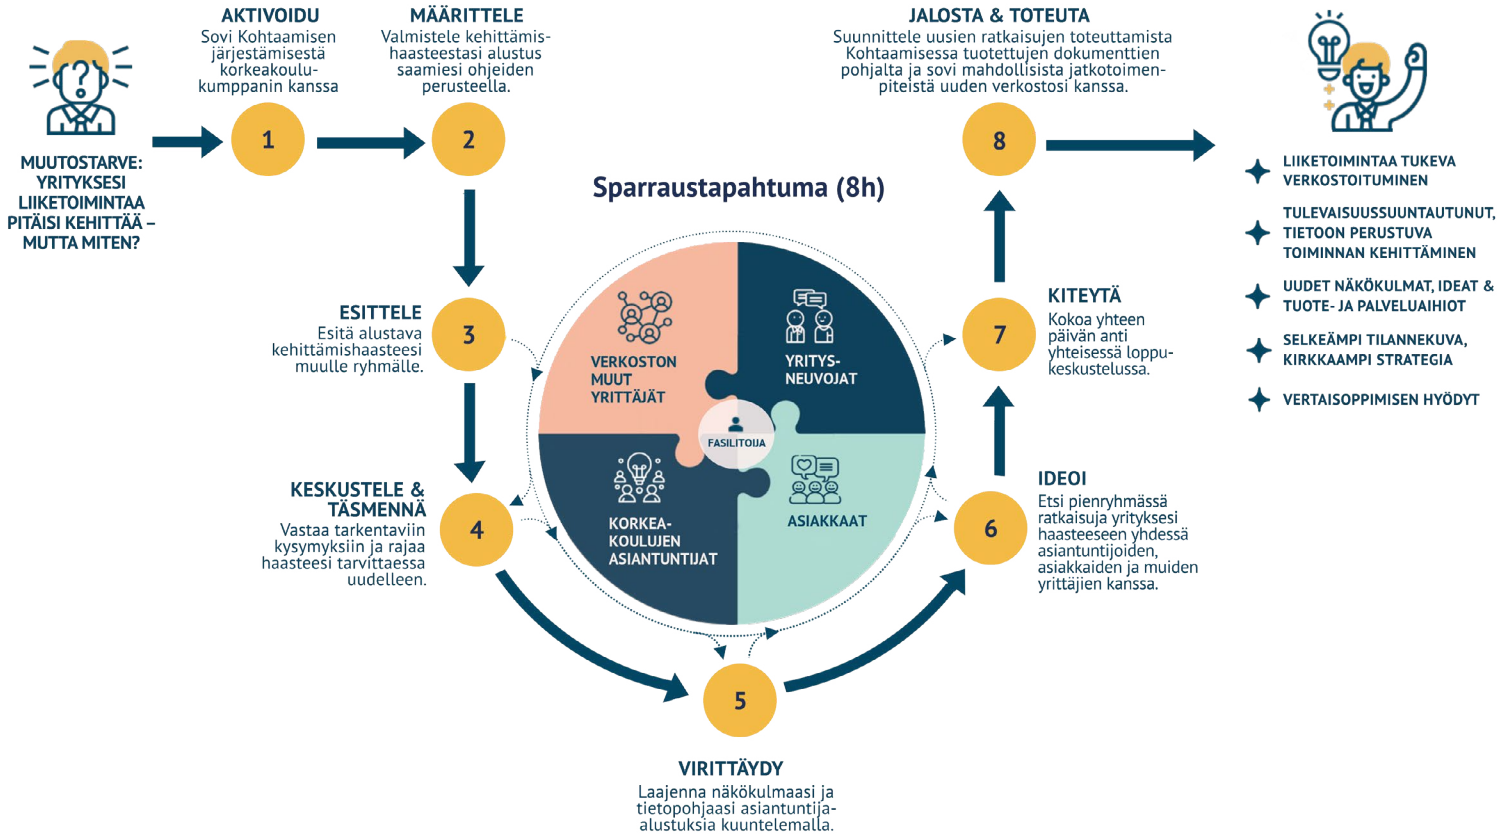 MUUTOSTARVE:
YRITYKSESI
LIIKETOIMINTAA
PITÄISI KEHITTÄÄ –
MUTTA MITEN?
AKTIVOIDU
Sovi Kohtaamisen
järjestämisestä
korkeakoulu-
kumppanin kanssa
1
MÄÄRITTELE
Valmistele kehittämis-
haasteestasi alustus
saamiesi ohjeiden
perusteella.
2
ESITTELE
Esitä alustava
kehittämishaasteesi
muulle ryhmälle.
3
KESKUSTELE &
TÄSMENNÄ
Vastaa tarkentaviin
kysymyksiin ja rajaa
haasteesi tarvittaessa
uudelleen.
4
Sparraustapahtuma (8h)
VERKOSTON
MUUT
YRITTÄJÄT
YRITYS-
NEUVOJAT
FASILITOIJA
KORKEA-
KOULUJEN
ASIANTUNTIJAT
ASIAKKAAT
5
VIRITTÄYDY
Laajenna näkökulmaasi ja
tietopohjaasi asiantuntija-
alustuksia kuuntelemalla.
6
IDEOI
Etsi pienryhmässä
ratkaisuja yrityksesi
haasteeseen yhdessä
asiantuntijoiden,
asiakkaiden ja muiden
yrittäjien kanssa.
7
KITEYTÄ
Kokoa yhteen
päivän anti
yhteisessä loppu-
keskustelussa.
JALOSTA & TOTEUTA
Suunnittele uusien ratkaisujen toteuttamista
Kohtaamisessa tuotettujen dokumenttien
pohjalta ja sovi mahdollisista jatkotoimen-
piteistä uuden verkostosi kanssa.
8
LIIKETOIMINTAA TUKEVA
VERKOSTOITUMINEN
TULEVAISUUSSUUNTAUTUNUT,
TIETOON PERUSTUVA
TOIMINNAN KEHITTÄMINEN
UUDET NÄKÖKULMAT, IDEAT &
TUOTE- JA PALVELUAIHIOT
SELKEÄMPI TILANNEKUVA,
KIRKKAAMPI STRATEGIA
VERTAISOPPIMISEN HYÖDYT